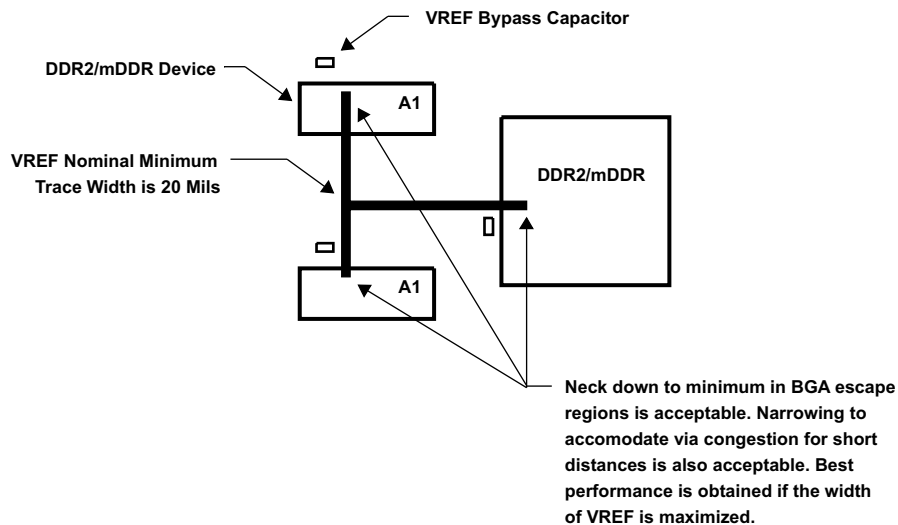 VREF Bypass Capacitor
DDR2/mDDR Device
A1
VREF Nominal Minimum
Trace Width is 20 Mils
DDR2/mDDR
A1
Neck down to minimum in BGA escape
regions is acceptable. Narrowing to
accomodate via congestion for short
distances is also acceptable. Best
performance is obtained if the width
of VREF is maximized.